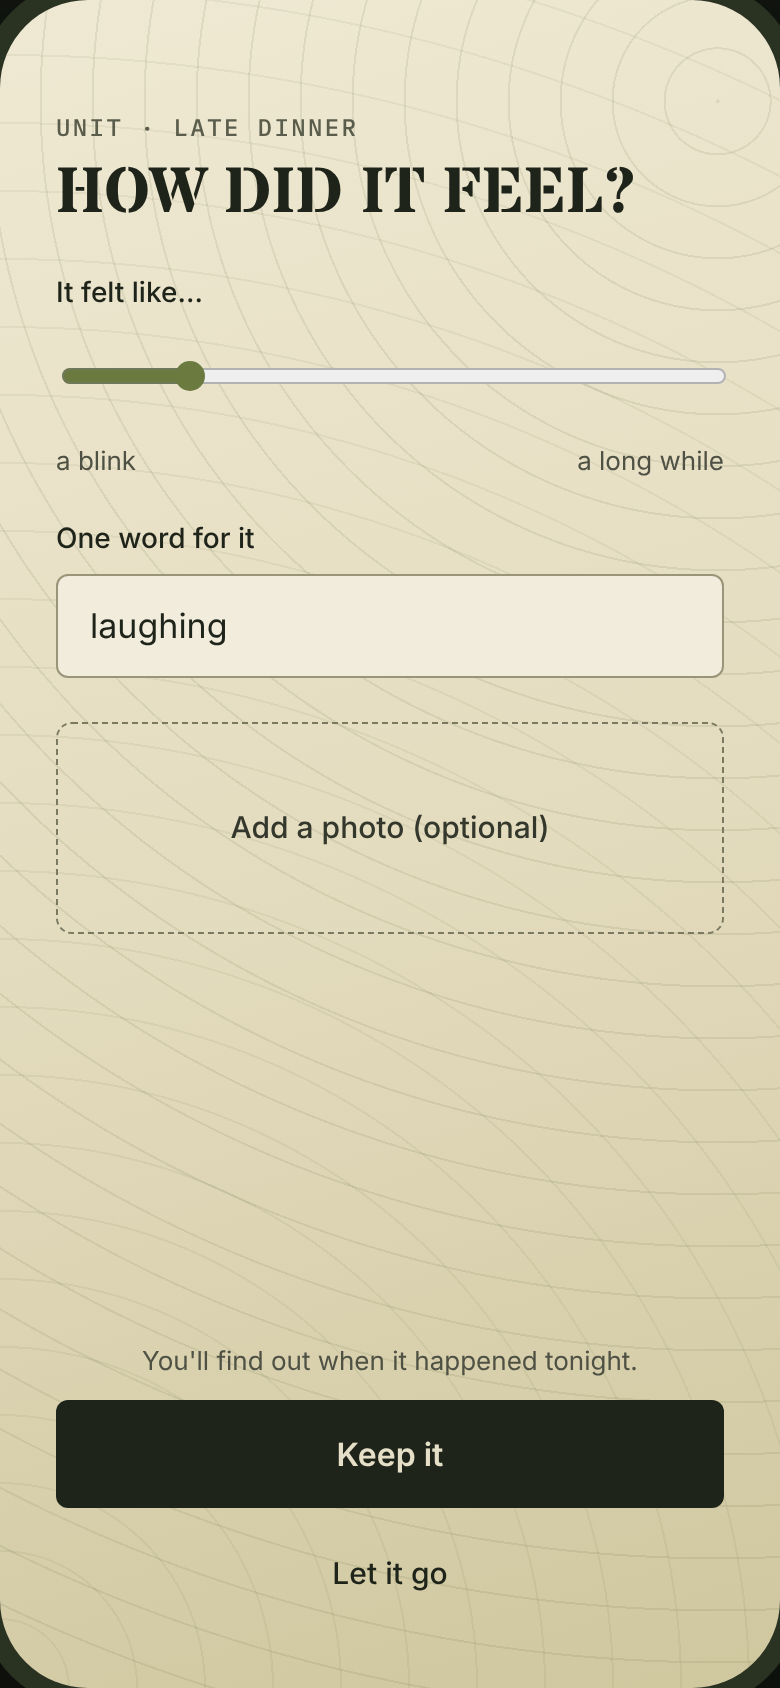 UNIT · LATE DINNER
HOW DID IT FEEL?
It felt like...
a blink a long while
One word for it
laughing
Add a photo (optional)
You'll find out when it happened tonight.
Keep it
Let it go